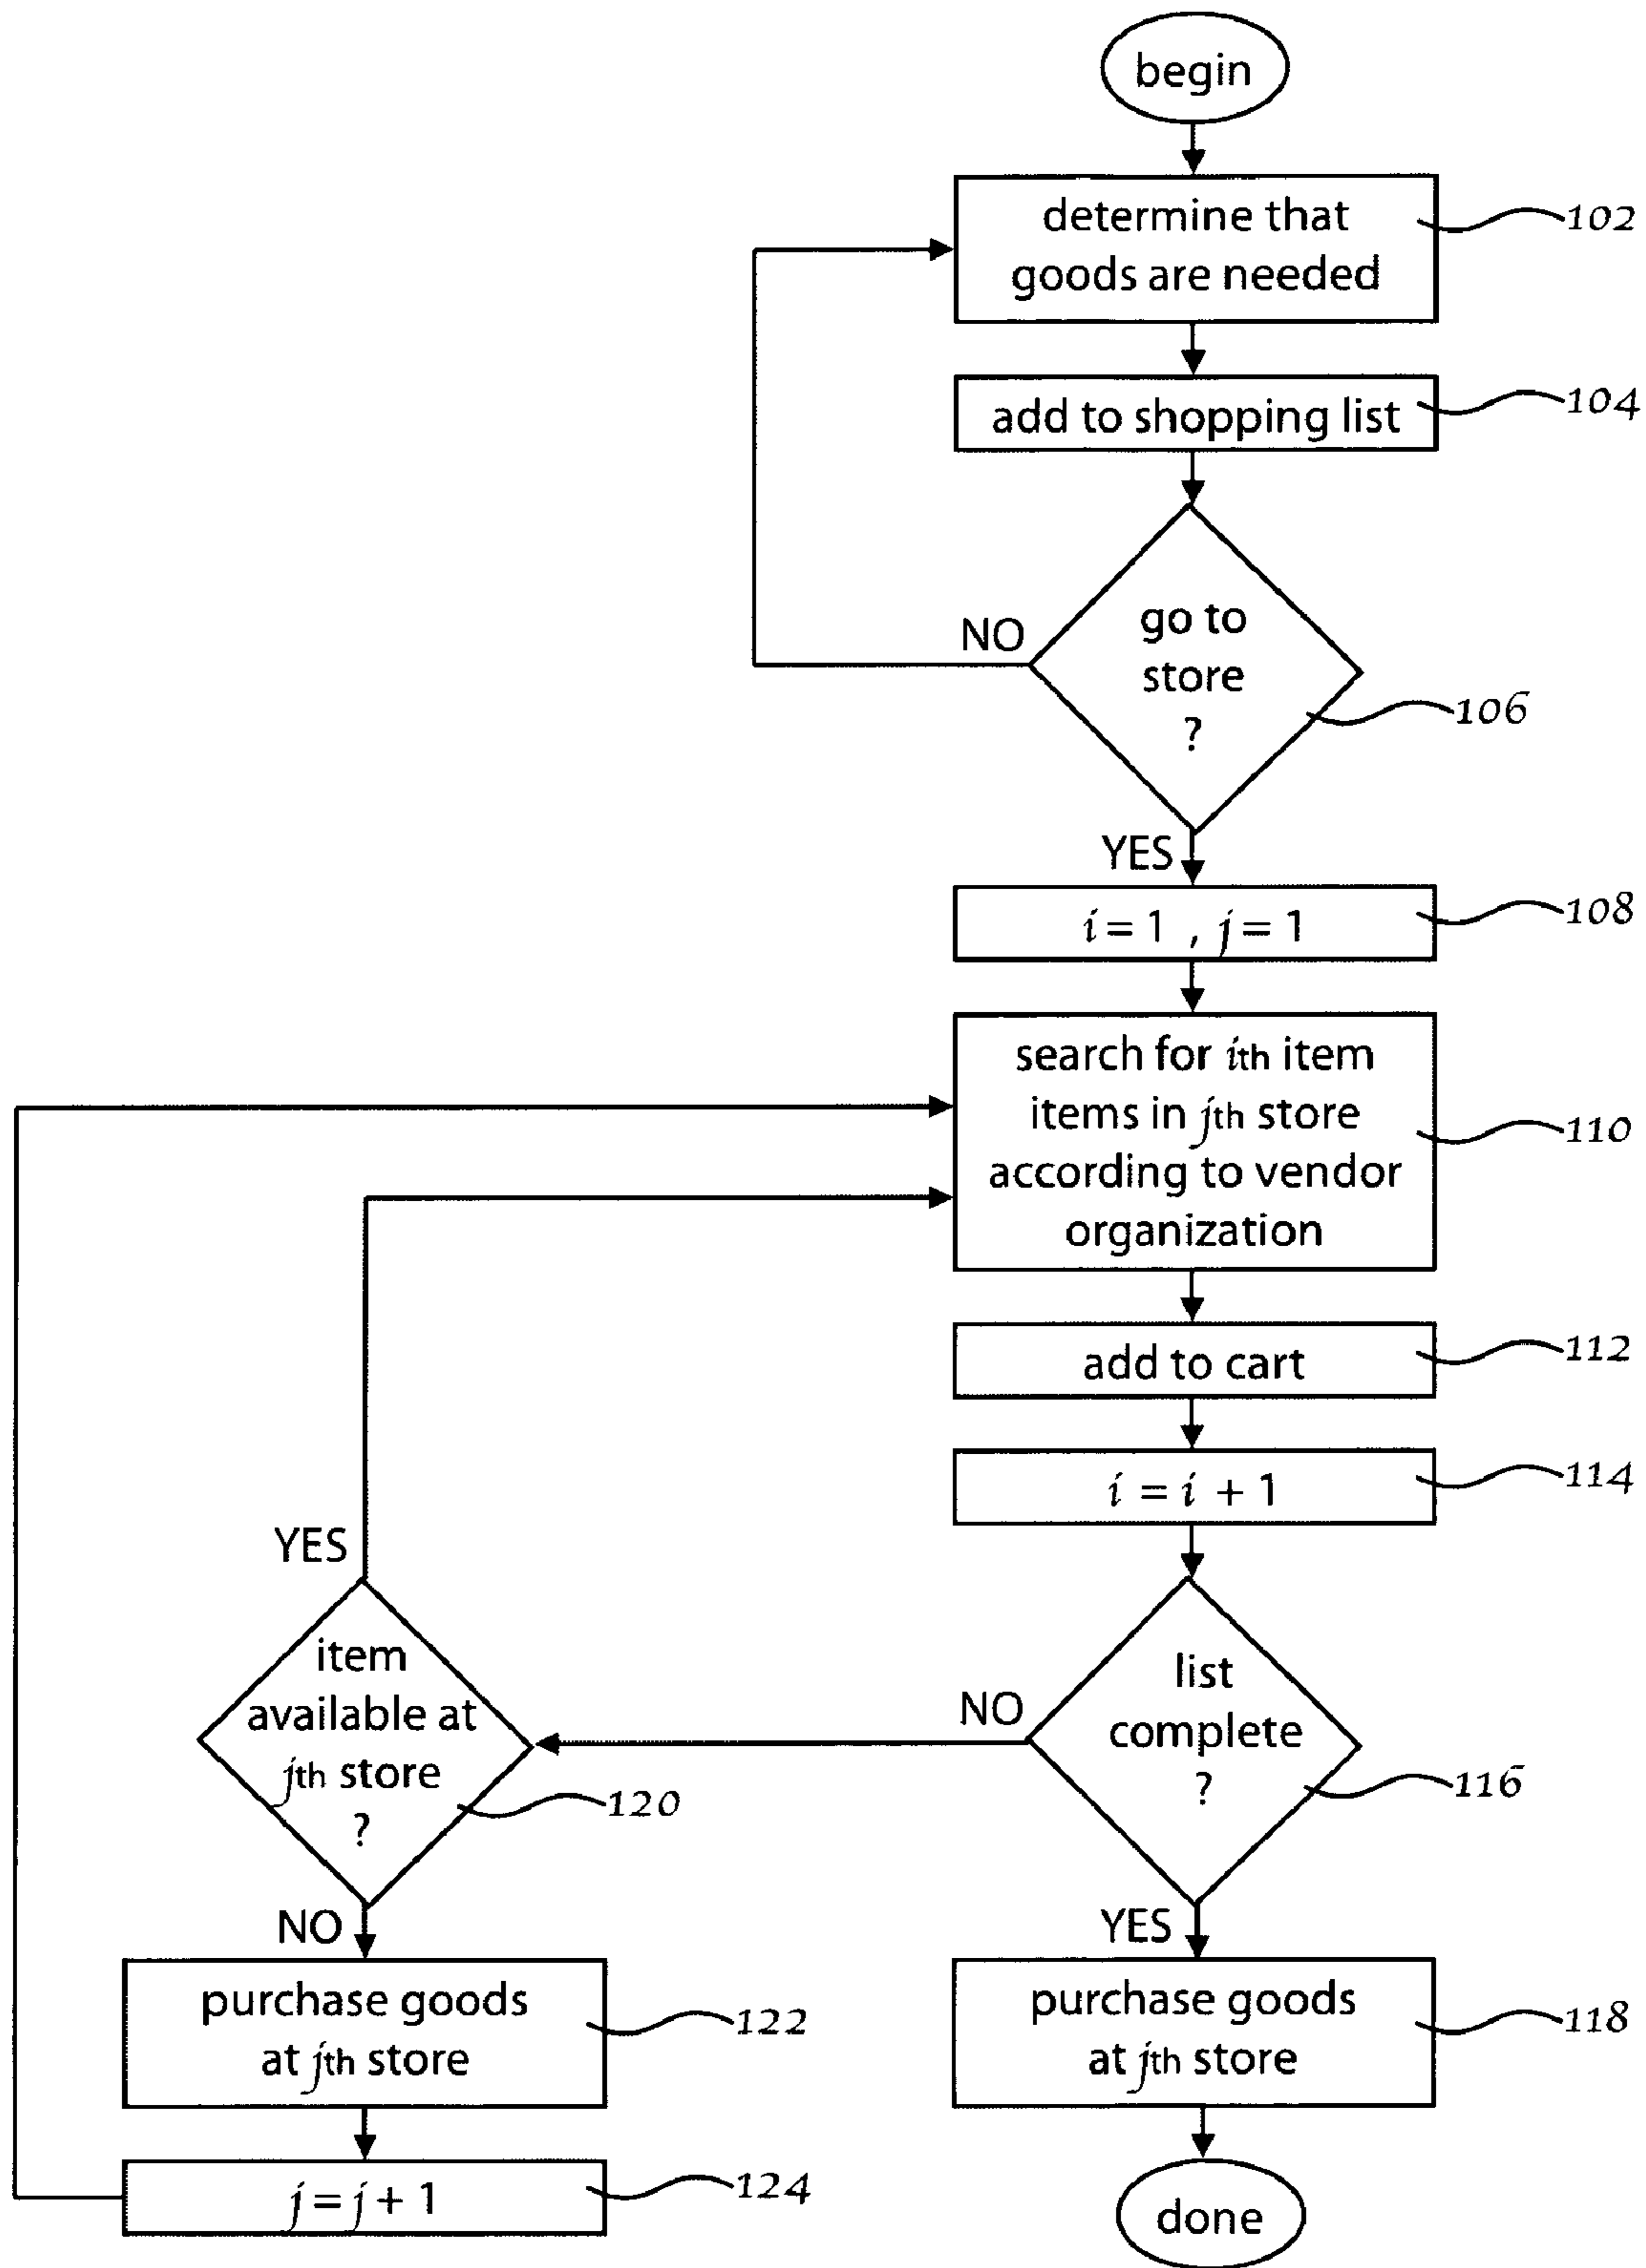 begin
determine that
goods are needed
102
add to shopping list
104
go to
store
?
NO
106
YES
i = 1 , j = 1
108
search for ith item
items in jth store
according to vendor
organization
110
add to cart
112
i = i + 1
114
list
complete
?
NO
116
YES
item
available at
jth store
?
120
YES
NO
purchase goods
at jth store
122
j = j + 1
124
purchase goods
at jth store
118
done